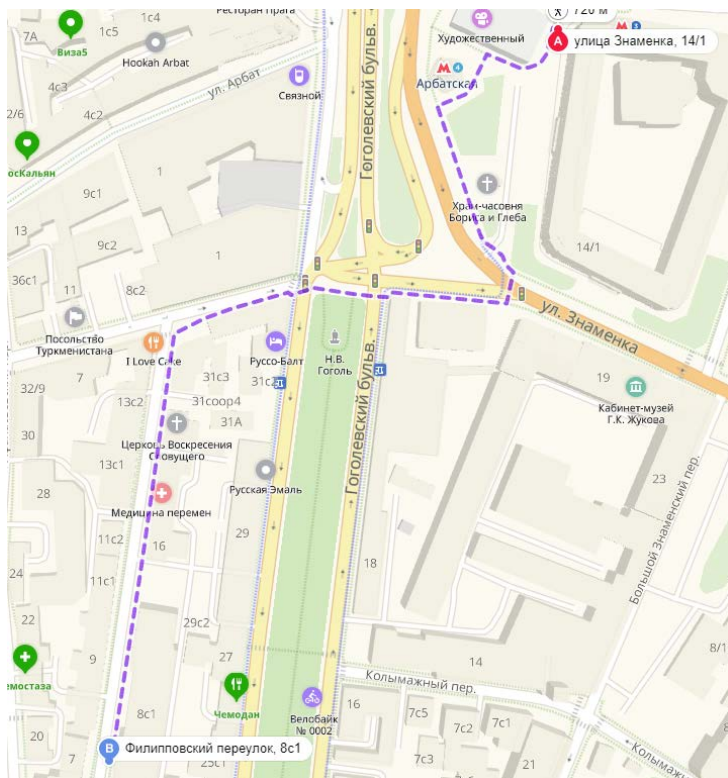 Ресторан Прага
720 м
1с4
1с5
7А
Виза5
Hookah Arbat
Художественный
А
3
улица Знаменка, 14/1
4с3
ул. Арбат
Связной
Гоголевский бульв.
4
Арбатская
2/6
4с2
осКальян
9с1
1
Храм-часовня
Бориса и Глеба
13
9с2
1
14/1
36с1
8с2
Посольство
Туркменистана
I Love Cake
Руссо-Балт
Н.В.
Гоголь
ул. Знаменка
7
31с3
31с2
19
32/9
13с2
31соор4
Кабинет-музей
Г.К. Жукова
31А
30
Церковь Воскресения
Словущего
13с1
Гоголевский бульв.
23
28
Русская Эмаль
Медицина перемен
Большой Знаменский пер.
11с2
16
29
18
24
11с1
22
29с2
9
27
14
8/1
емостаза
Колымажный пер.
Чемодан
Велобайк
№ 0002
16
7с5
7с2
7с1
8с1
В
Филипповский переулок, 8с1
20
7
25с1
7с3
Колымажный